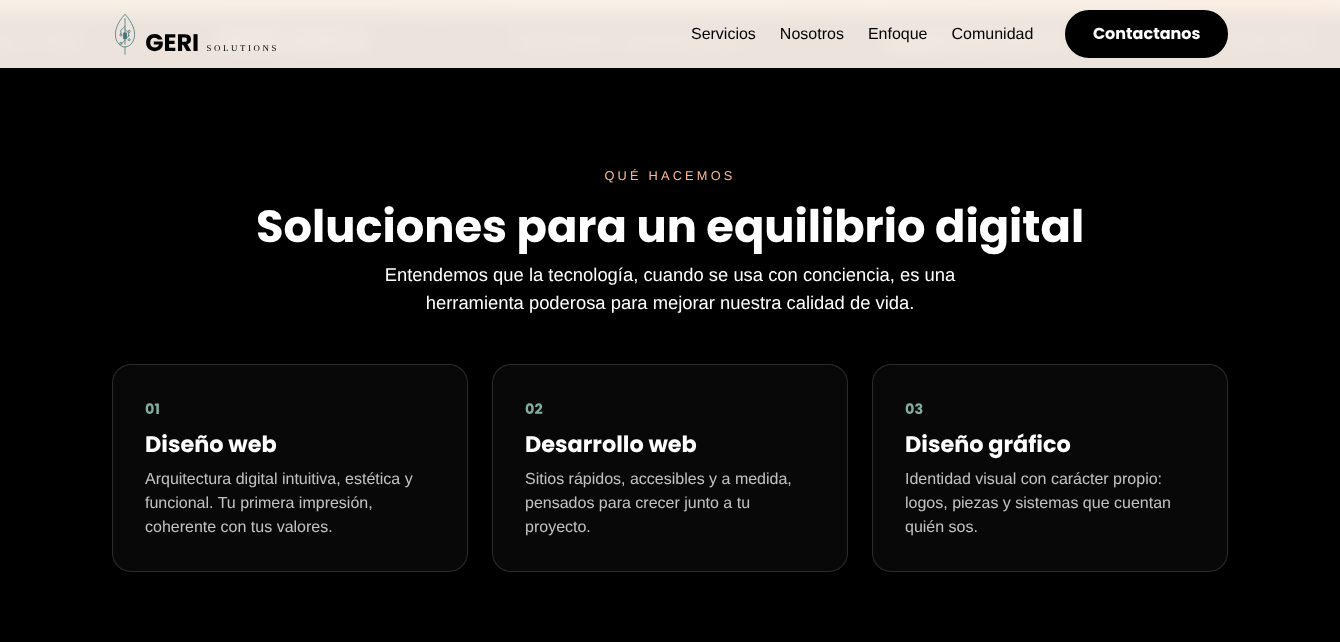 GERI SOLUTIONS
Servicios
Nosotros
Enfoque
Comunidad
Contactanos
QUÉ HACEMOS
Soluciones para un equilibrio digital
Entendemos que la tecnología, cuando se usa con conciencia, es una
herramienta poderosa para mejorar nuestra calidad de vida.
01
Diseño web
Arquitectura digital intuitiva, estética y
funcional. Tu primera impresión,
coherente con tus valores.
02
Desarrollo web
Sitios rápidos, accesibles y a medida,
pensados para crecer junto a tu
proyecto.
03
Diseño gráfico
Identidad visual con carácter propio:
logos, piezas y sistemas que cuentan
quién sos.